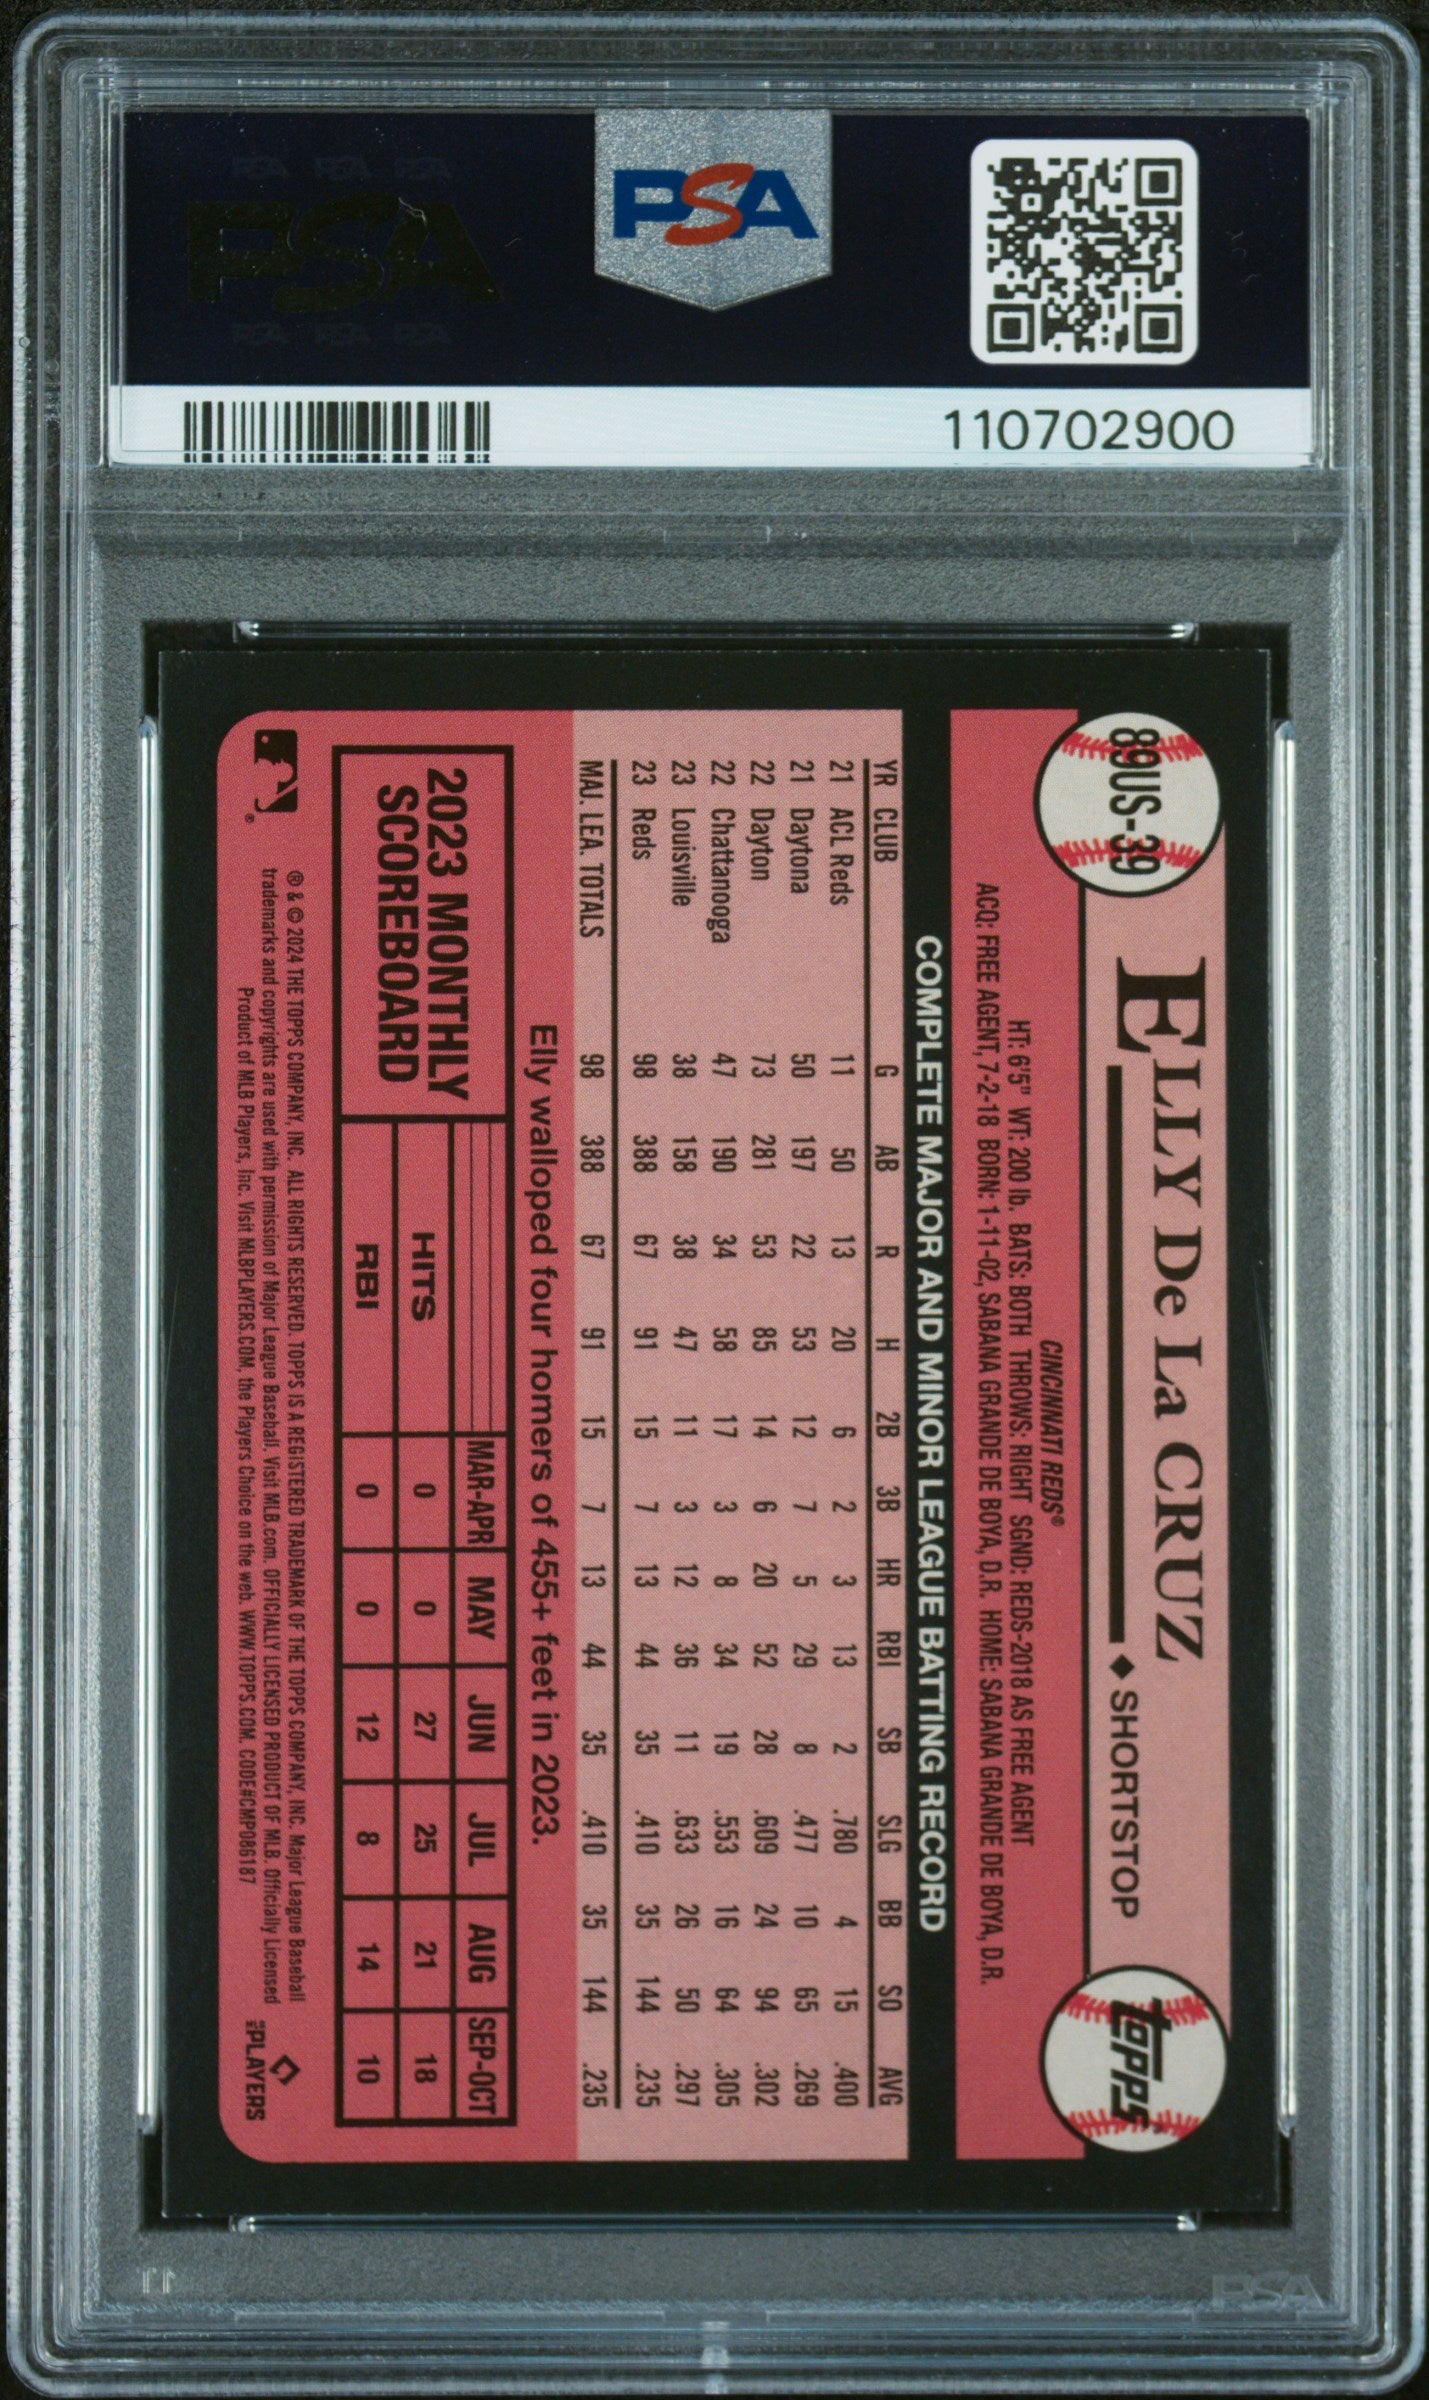 PSA PSA PSA
PSA
PSA PSA PSA
PSA
110702900
89US-39
ELLY De La CRUZ
◆SHORTSTOP
Topps
CINCINNATI REDS®
HT: 6'5" WT: 200 lb. BATS: BOTH THROWS: RIGHT SGND: REDS-2018 AS FREE AGENT
ACQ: FREE AGENT, 7-2-18 BORN: 1-11-02, SABANA GRANDE DE BOYA, D.R. HOME: SABANA GRANDE DE BOYA, D.R.
COMPLETE MAJOR AND MINOR LEAGUE BATTING RECORD
YR CLUB G AB R H 2B 3B HR RBI SB SLG BB SO AVG
21 ACL Reds 11 50 13 20 6 2 3 13 2 .780 4 15 .400
21 Daytona 50 197 22 53 12 7 5 29 8 .477 10 65 .269
22 Dayton 73 281 53 85 14 6 20 52 28 .609 24 94 .302
22 Chattanooga 47 190 34 58 17 3 8 34 19 .553 16 64 .305
23 Louisville 38 158 38 47 11 3 12 36 11 .633 26 50 .297
23 Reds 98 388 67 91 15 7 13 44 35 .410 35 144 .235
MAJ. LEA. TOTALS 98 388 67 91 15 7 13 44 35 .410 35 144 .235
Elly walloped four homers of 455+ feet in 2023.
2023 MONTHLY
SCOREBOARD
MAR-APR MAY JUN JUL AUG SEP-OCT
HITS 0 0 27 25 21 18
RBI 0 0 12 8 14 10
® & © 2024 THE TOPPS COMPANY, INC. ALL RIGHTS RESERVED. TOPPS IS A REGISTERED TRADEMARK OF THE TOPPS COMPANY, INC. Major League Baseball
trademarks and copyrights are used with permission of Major League Baseball. Visit MLB.com. OFFICIALLY LICENSED PRODUCT OF MLB. Officially Licensed
Product of MLB Players, Inc. Visit MLBPLAYERS.COM, the Players Choice on the web. WWW.TOPPS.COM. CODE#CMP086187
MLB PLAYERS
PSA